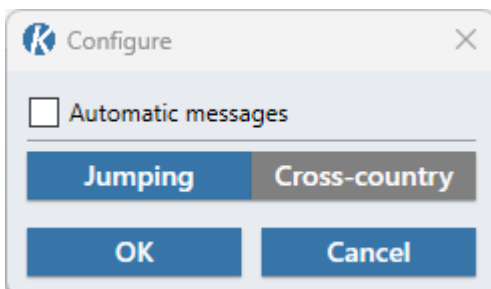 Configure
Automatic messages
Jumping Cross-country
OK Cancel